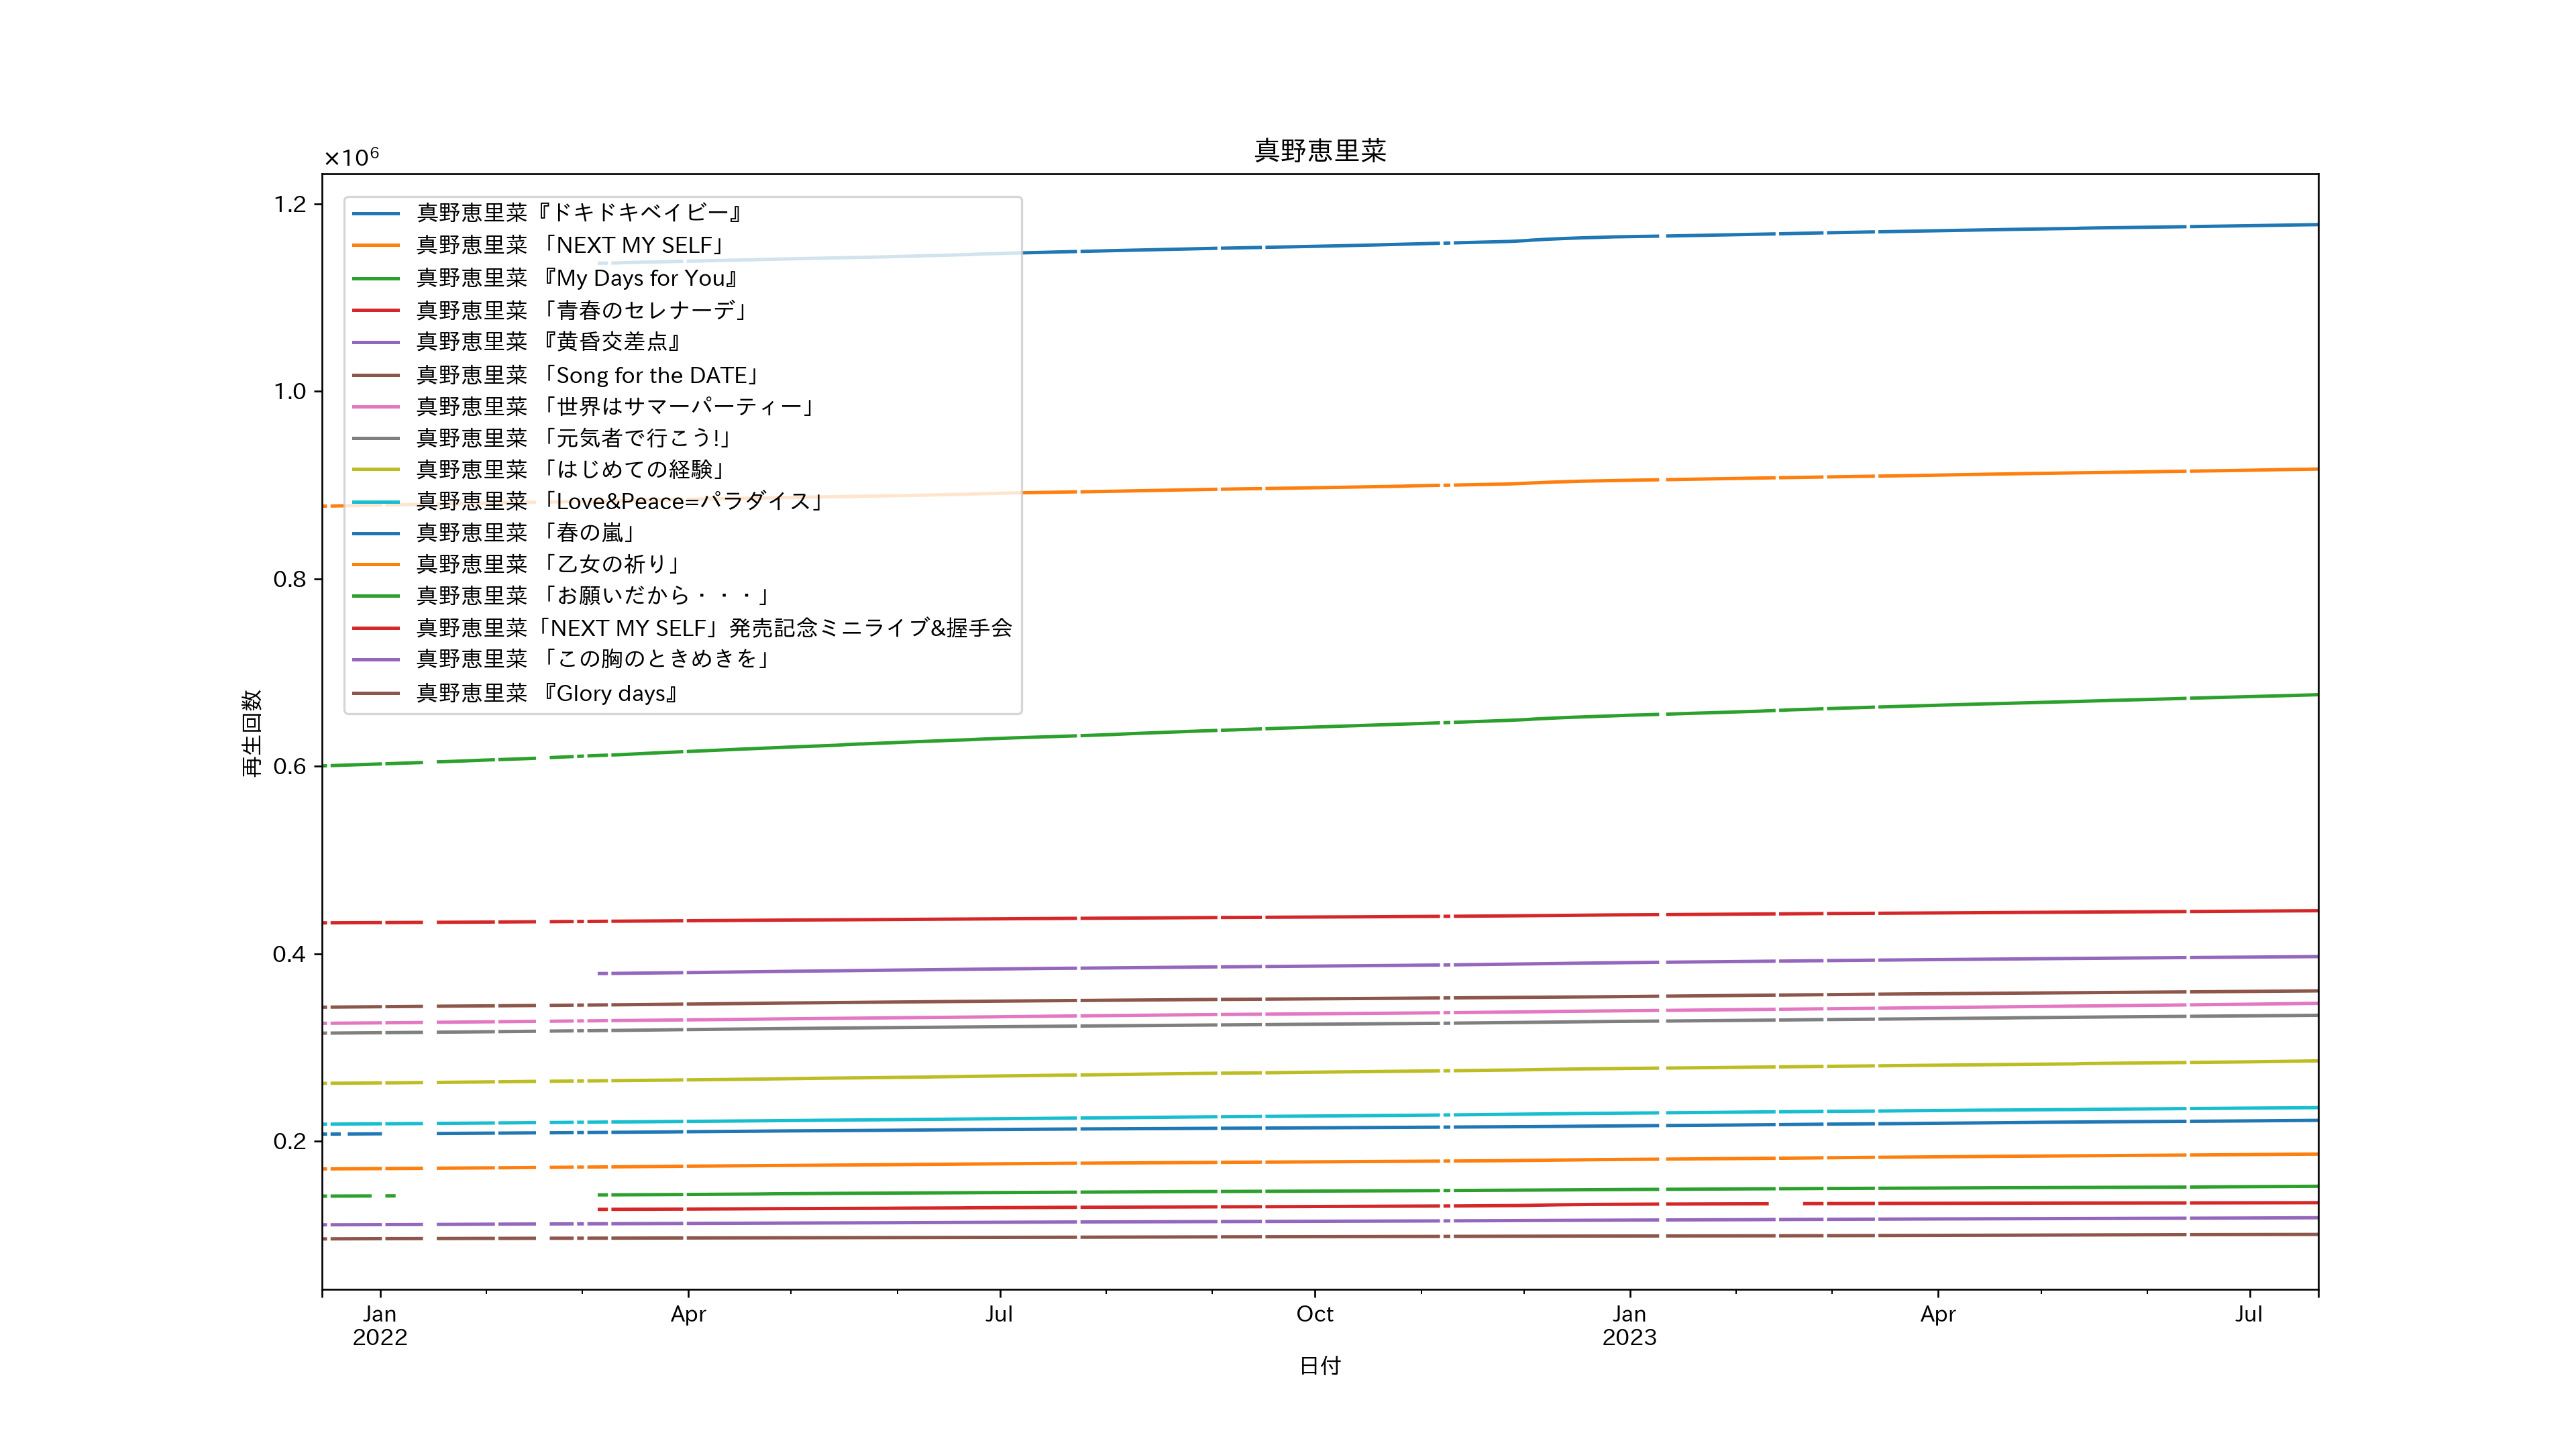 真野恵里菜
×10⁶
1.2
1.0
0.8
0.6
0.4
0.2
再生回数
真野恵里菜『ドキドキベイビー』
真野恵里菜 「NEXT MY SELF」
真野恵里菜 『My Days for You』
真野恵里菜 「青春のセレナーデ」
真野恵里菜 『黄昏交差点』
真野恵里菜 「Song for the DATE」
真野恵里菜 「世界はサマーパーティー」
真野恵里菜 「元気者で行こう!」
真野恵里菜 「はじめての経験」
真野恵里菜 「Love&Peace=パラダイス」
真野恵里菜 「春の嵐」
真野恵里菜 「乙女の祈り」
真野恵里菜 「お願いだから・・・」
真野恵里菜「NEXT MY SELF」発売記念ミニライブ&握手会
真野恵里菜 「この胸のときめきを」
真野恵里菜 『Glory days』
Jan Apr Jul Oct Jan Apr Jul
2022 2023
日付